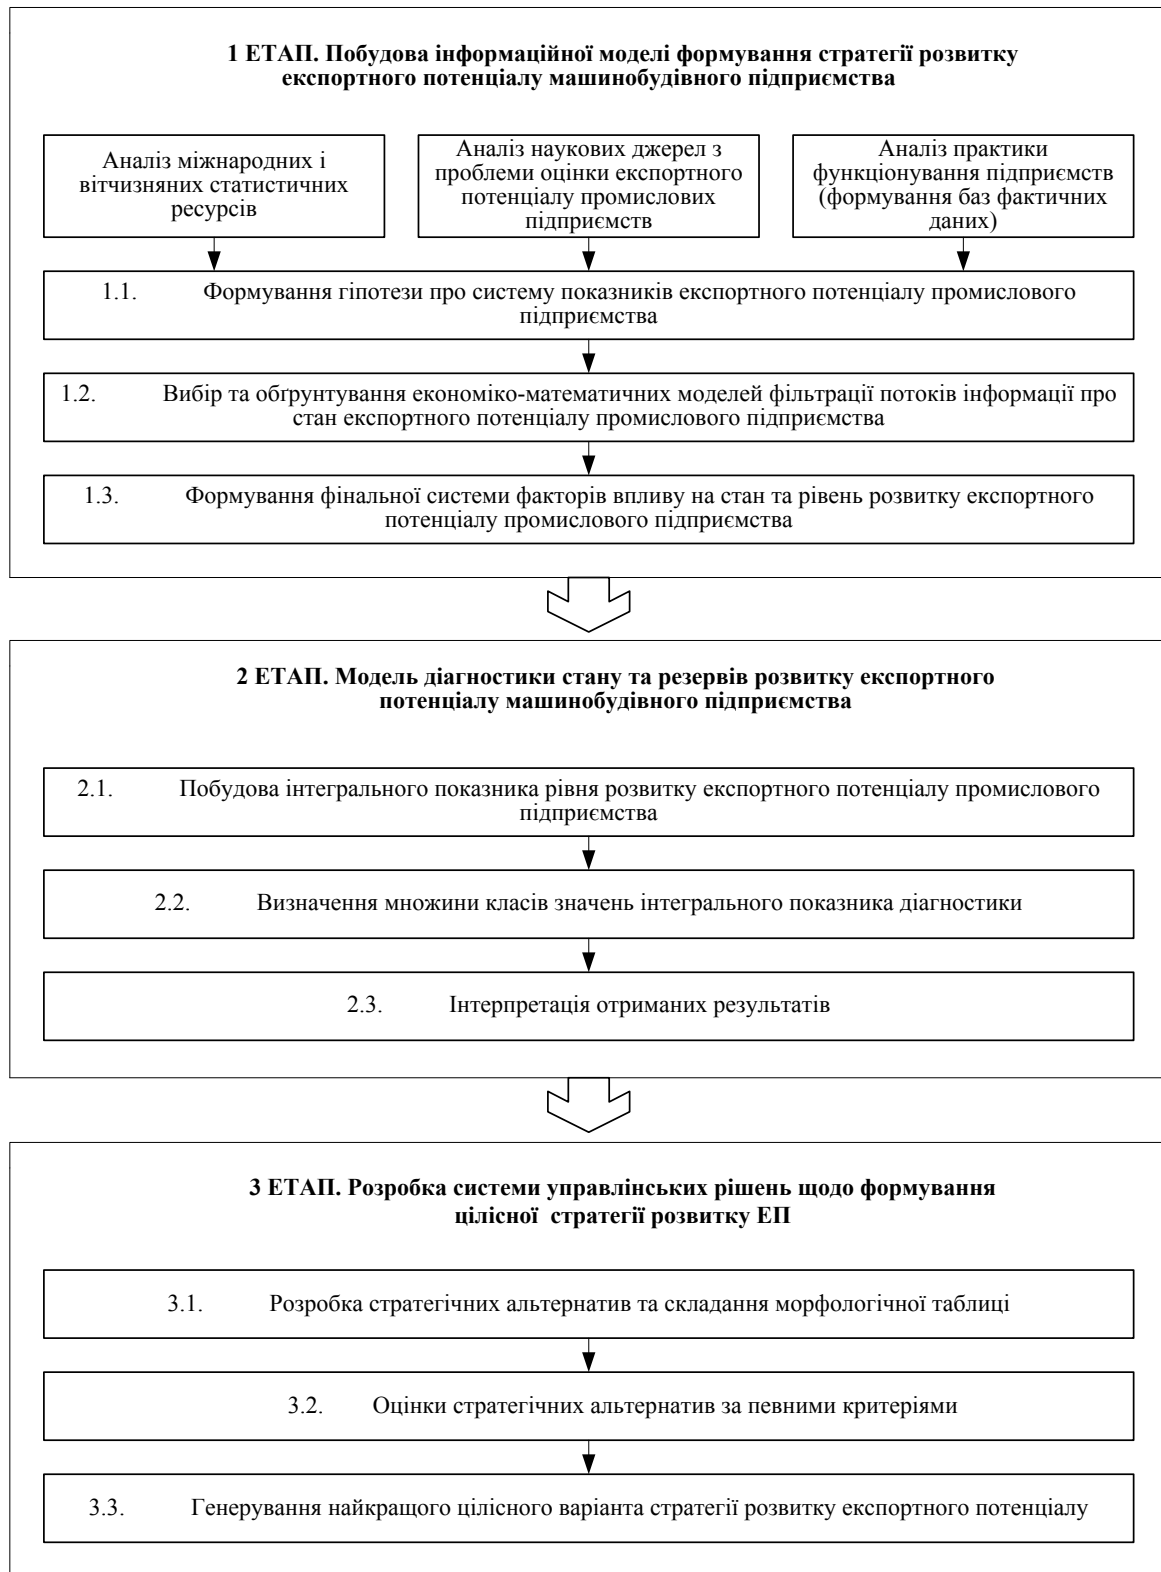 1 ЕТАП. Побудова інформаційної моделі формування стратегії розвитку
експортного потенціалу машинобудівного підприємства
Аналіз міжнародних і
вітчизняних статистичних
ресурсів
Аналіз наукових джерел з
проблеми оцінки експортного
потенціалу промислових
підприємств
Аналіз практики
функціонування підприємств
(формування баз фактичних
даних)
1.1. Формування гіпотези про систему показників експортного потенціалу промислового
підприємства
1.2. Вибір та обґрунтування економіко-математичних моделей фільтрації потоків інформації про
стан експортного потенціалу промислового підприємства
1.3. Формування фінальної системи факторів впливу на стан та рівень розвитку експортного
потенціалу промислового підприємства
2 ЕТАП. Модель діагностики стану та резервів розвитку експортного
потенціалу машинобудівного підприємства
2.1. Побудова інтегрального показника рівня розвитку експортного потенціалу промислового
підприємства
2.2. Визначення множини класів значень інтегрального показника діагностики
2.3. Інтерпретація отриманих результатів
3 ЕТАП. Розробка системи управлінських рішень щодо формування
цілісної стратегії розвитку ЕП
3.1. Розробка стратегічних альтернатив та складання морфологічної таблиці
3.2. Оцінки стратегічних альтернатив за певними критеріями
3.3. Генерування найкращого цілісного варіанта стратегії розвитку експортного потенціалу